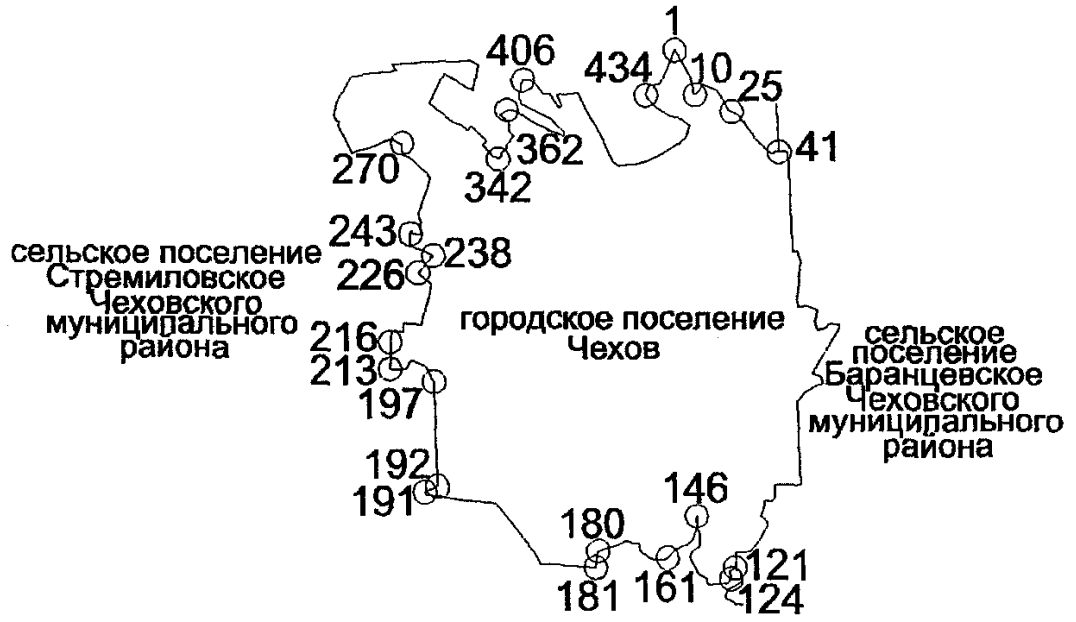 1
406
434
10
25
41
362
270
342
243
238
226
сельское поселение
Стремиловское
Чеховского
муниципального
района
216
213
197
городское поселение
Чехов
сельское
поселение
Баранцевское
Чеховского
муниципального
района
192
191
146
180
181
161
121
124